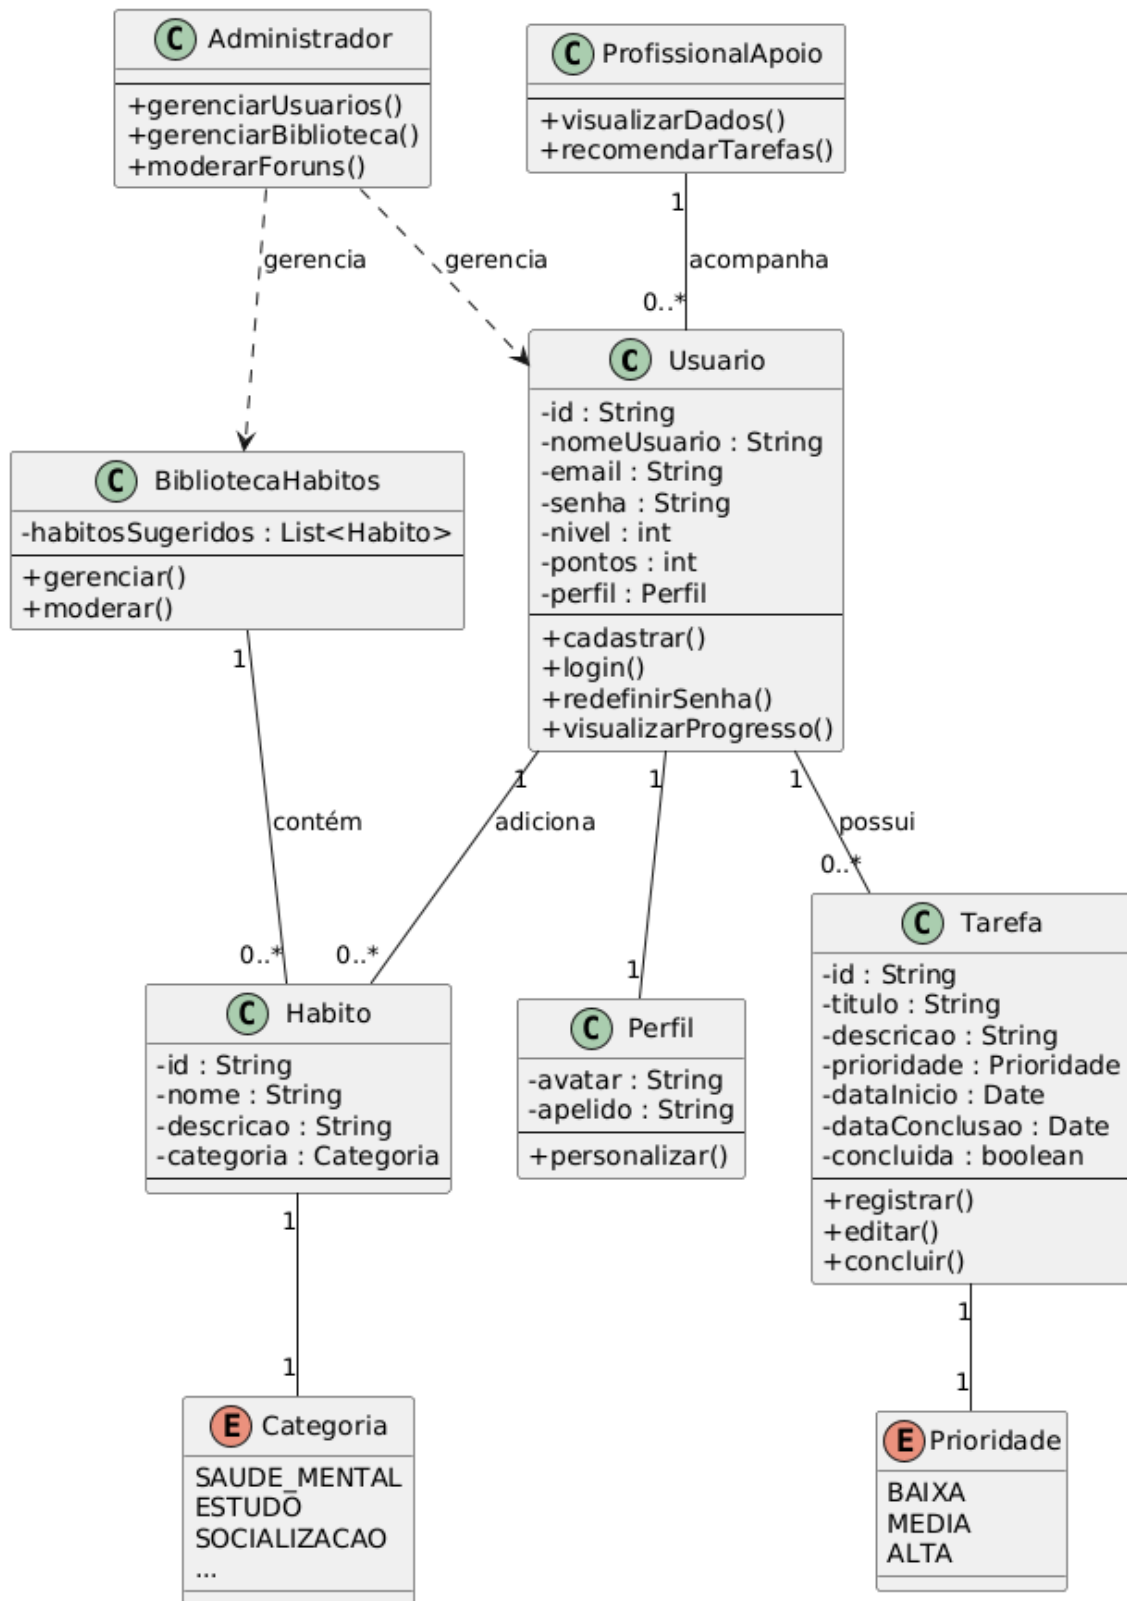 C Administrador
+gerenciarUsuarios()
+gerenciarBiblioteca()
+moderarForuns()
C ProfissionalApoio
+visualizarDados()
+recomendarTarefas()
gerencia
gerencia
1
acompanha
0..*
C Usuario
-id : String
-nomeUsuario : String
-email : String
-senha : String
-nivel : int
-pontos : int
-perfil : Perfil
+cadastrar()
+login()
+redefinirSenha()
+visualizarProgresso()
C BibliotecaHabitos
-habitosSugeridos : List<Habito>
+gerenciar()
+moderar()
1
contém
0..*
1
adiciona
0..*
1
1
1
possui
0..*
C Habito
-id : String
-nome : String
-descricao : String
-categoria : Categoria
C Perfil
-avatar : String
-apelido : String
+personalizar()
C Tarefa
-id : String
-titulo : String
-descricao : String
-prioridade : Prioridade
-dataInicio : Date
-dataConclusao : Date
-concluida : boolean
+registrar()
+editar()
+concluir()
1
1
1
1
E Categoria
SAUDE_MENTAL
ESTUDO
SOCIALIZACAO
...
E Prioridade
BAIXA
MEDIA
ALTA